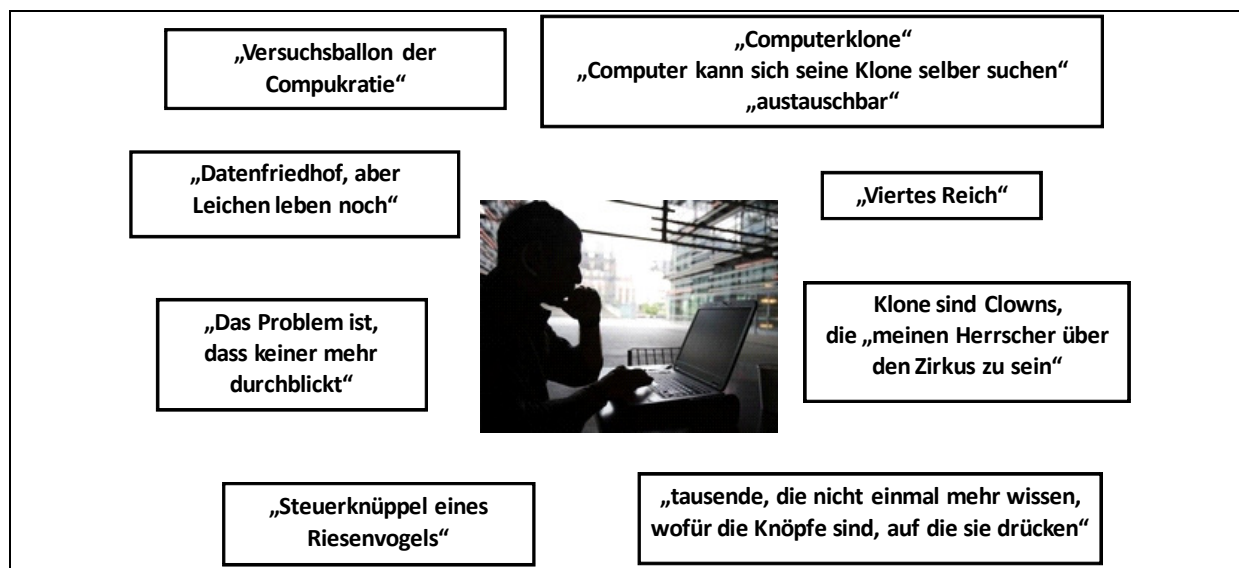 „Versuchsballon der
Compukratie“
„Computerklone“
„Computer kann sich seine Klone selber suchen“
„austauschbar“
„Datenfriedhof, aber
Leichen leben noch“
„Viertes Reich“
„Das Problem ist,
dass keiner mehr
durchblickt“
Klone sind Clowns,
die „meinen Herrscher über
den Zirkus zu sein“
„Steuerknüppel eines
Riesenvogels“
„tausende, die nicht einmal mehr wissen,
wofür die Knöpfe sind, auf die sie drücken“